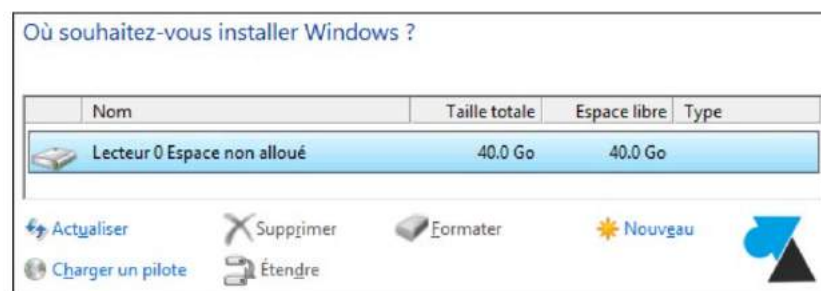 Où souhaitez-vous installer Windows ?
Nom Taille totale Espace libre Type
Lecteur 0 Espace non alloué 40.0 Go 40.0 Go
Actualiser Supprimer Formater Nouveau
Charger un pilote Étendre